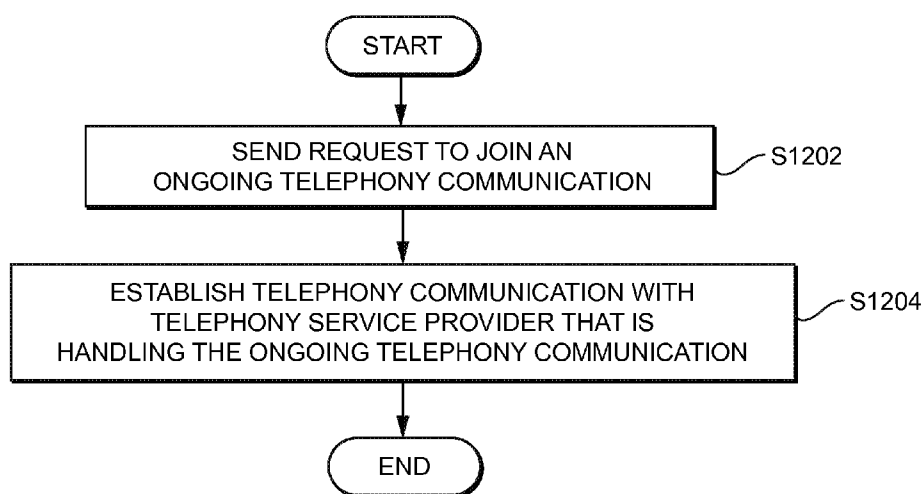 START
SEND REQUEST TO JOIN AN
ONGOING TELEPHONY COMMUNICATION
S1202
ESTABLISH TELEPHONY COMMUNICATION WITH
TELEPHONY SERVICE PROVIDER THAT IS
HANDLING THE ONGOING TELEPHONY COMMUNICATION
S1204
END